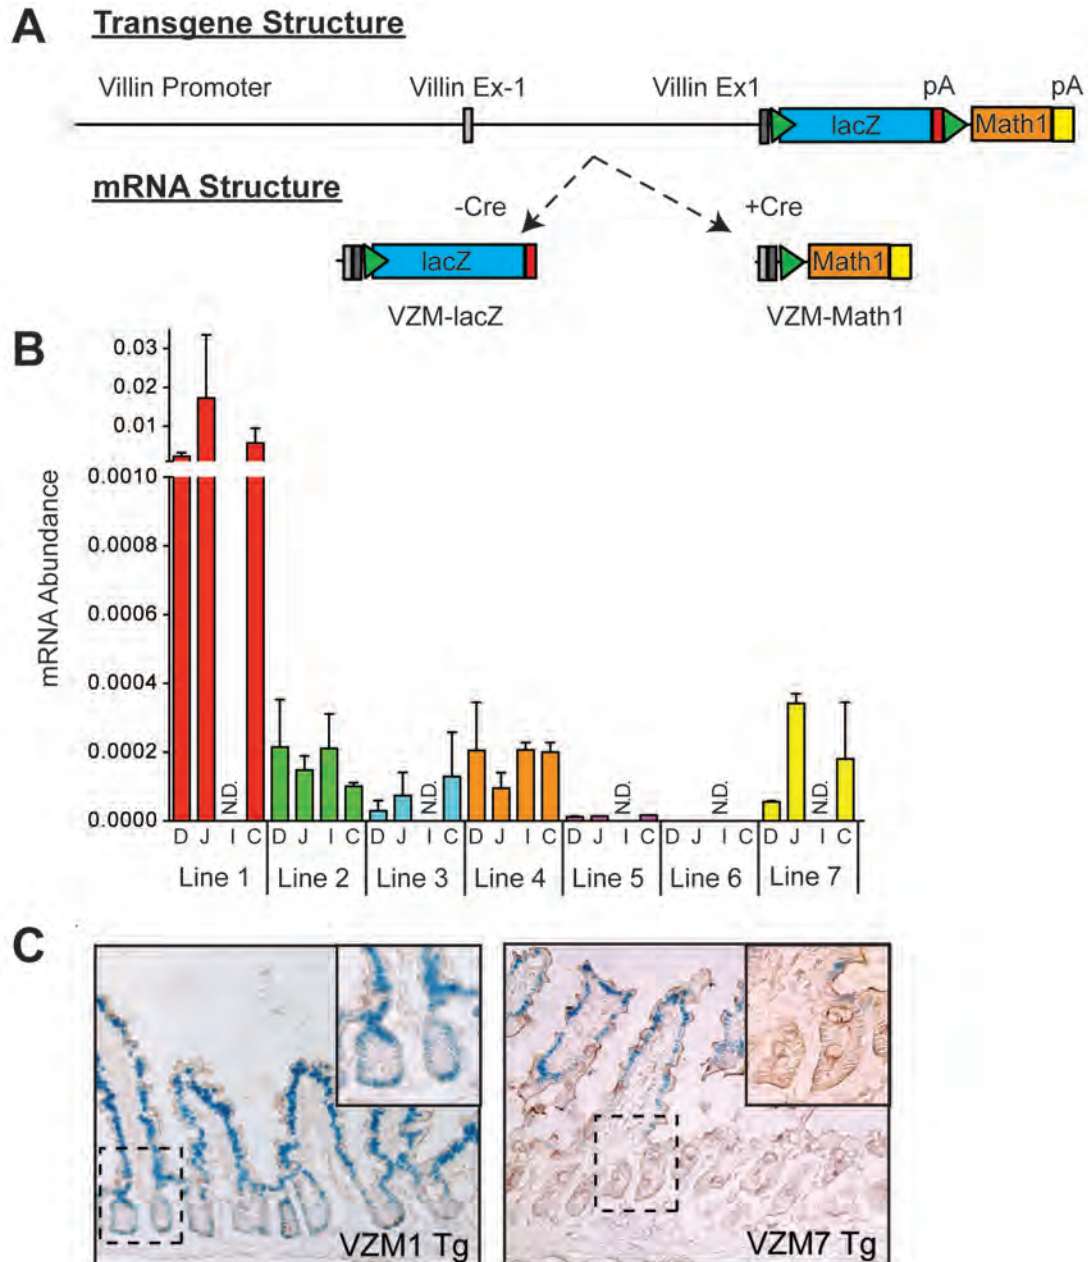 A Transgene Structure
Villin Promoter Villin Ex-1 Villin Ex1 pA pA
lacZ Math1
mRNA Structure
-Cre +Cre
lacZ Math1
VZM-lacZ VZM-Math1
B
mRNA Abundance
0.03
0.02
0.01
0.0010
0.0008
0.0006
0.0004
0.0002
0.0000
N.D. N.D. N.D. N.D. N.D.
D J I C D J I C D J I C D J I C D J I C D J I C D J I C
Line 1 Line 2 Line 3 Line 4 Line 5 Line 6 Line 7
C
VZM1 Tg VZM7 Tg